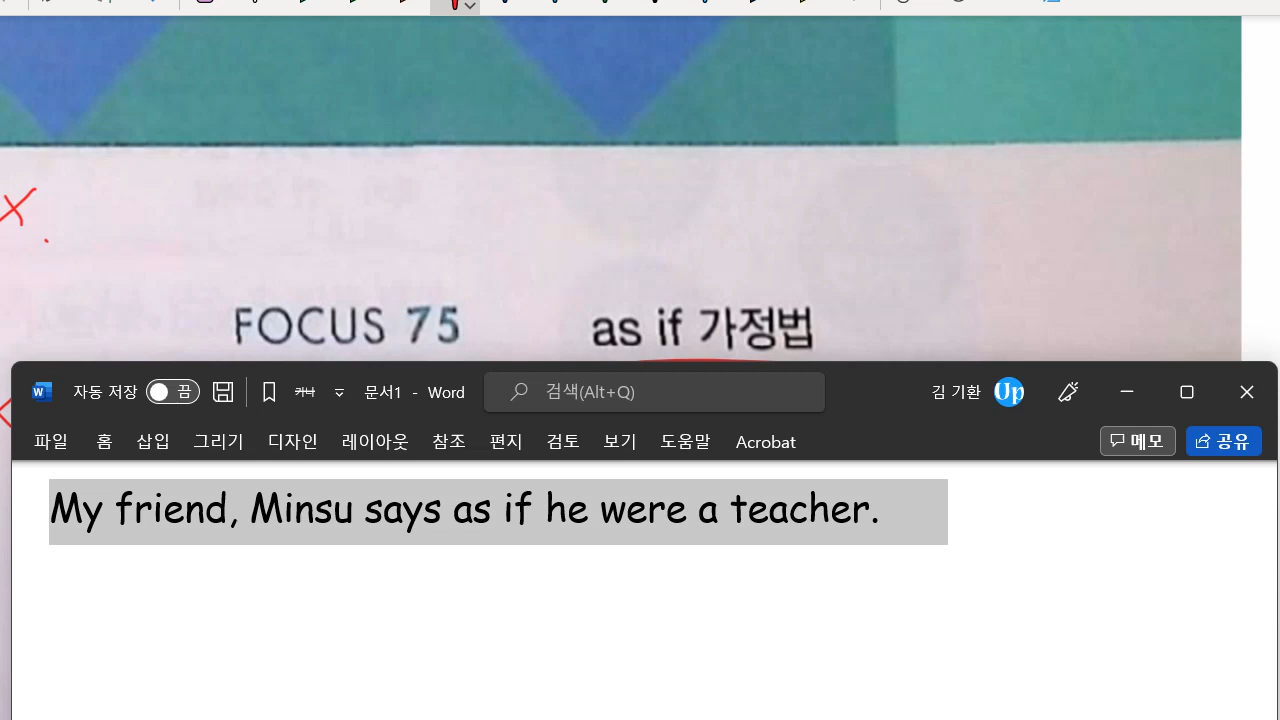 FOCUS 75 as if 가정법
자동 저장 끔 가나 문서1 - Word 검색(Alt+Q) 김 기환 Up
파일 홈 삽입 그리기 디자인 레이아웃 참조 편지 검토 보기 도움말 Acrobat 메모 공유
My friend, Minsu says as if he were a teacher.